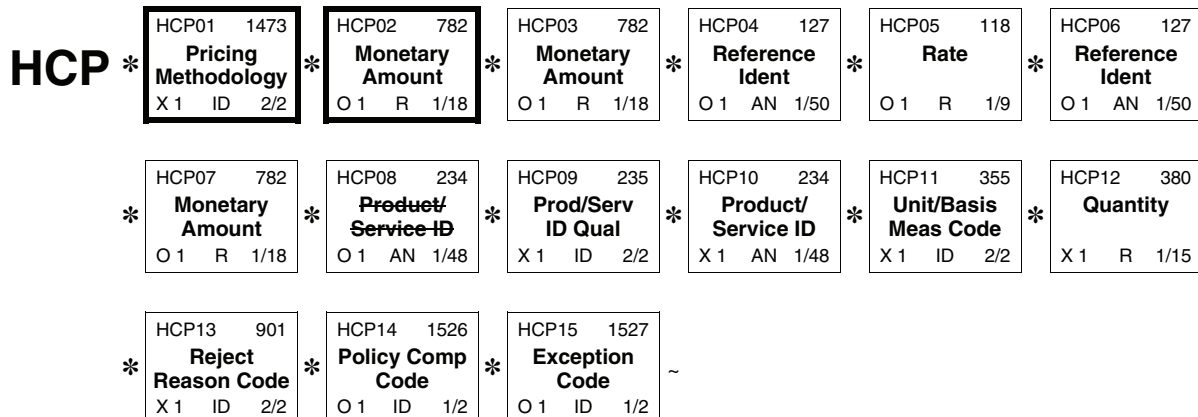 HCP * HCP01 1473 * HCP02 782 * HCP03 782 * HCP04 127 * HCP05 118 * HCP06 127
Pricing Monetary Monetary Reference Rate Reference
Methodology Amount Amount Ident Ident
X 1 ID 2/2 O 1 R 1/18 O 1 R 1/18 O 1 AN 1/50 O 1 R 1/9 O 1 AN 1/50
* HCP07 782 * HCP08 234 * HCP09 235 * HCP10 234 * HCP11 355 * HCP12 380
Monetary Product/ Prod/Serv Product/ Unit/Basis Quantity
Amount Service ID ID Qual Service ID Meas Code
O 1 R 1/18 O 1 AN 1/48 X 1 ID 2/2 X 1 AN 1/48 X 1 ID 2/2 X 1 R 1/15
* HCP13 901 * HCP14 1526 * HCP15 1527 ~
Reject Policy Comp Exception
Reason Code Code Code
X 1 ID 2/2 O 1 ID 1/2 O 1 ID 1/2